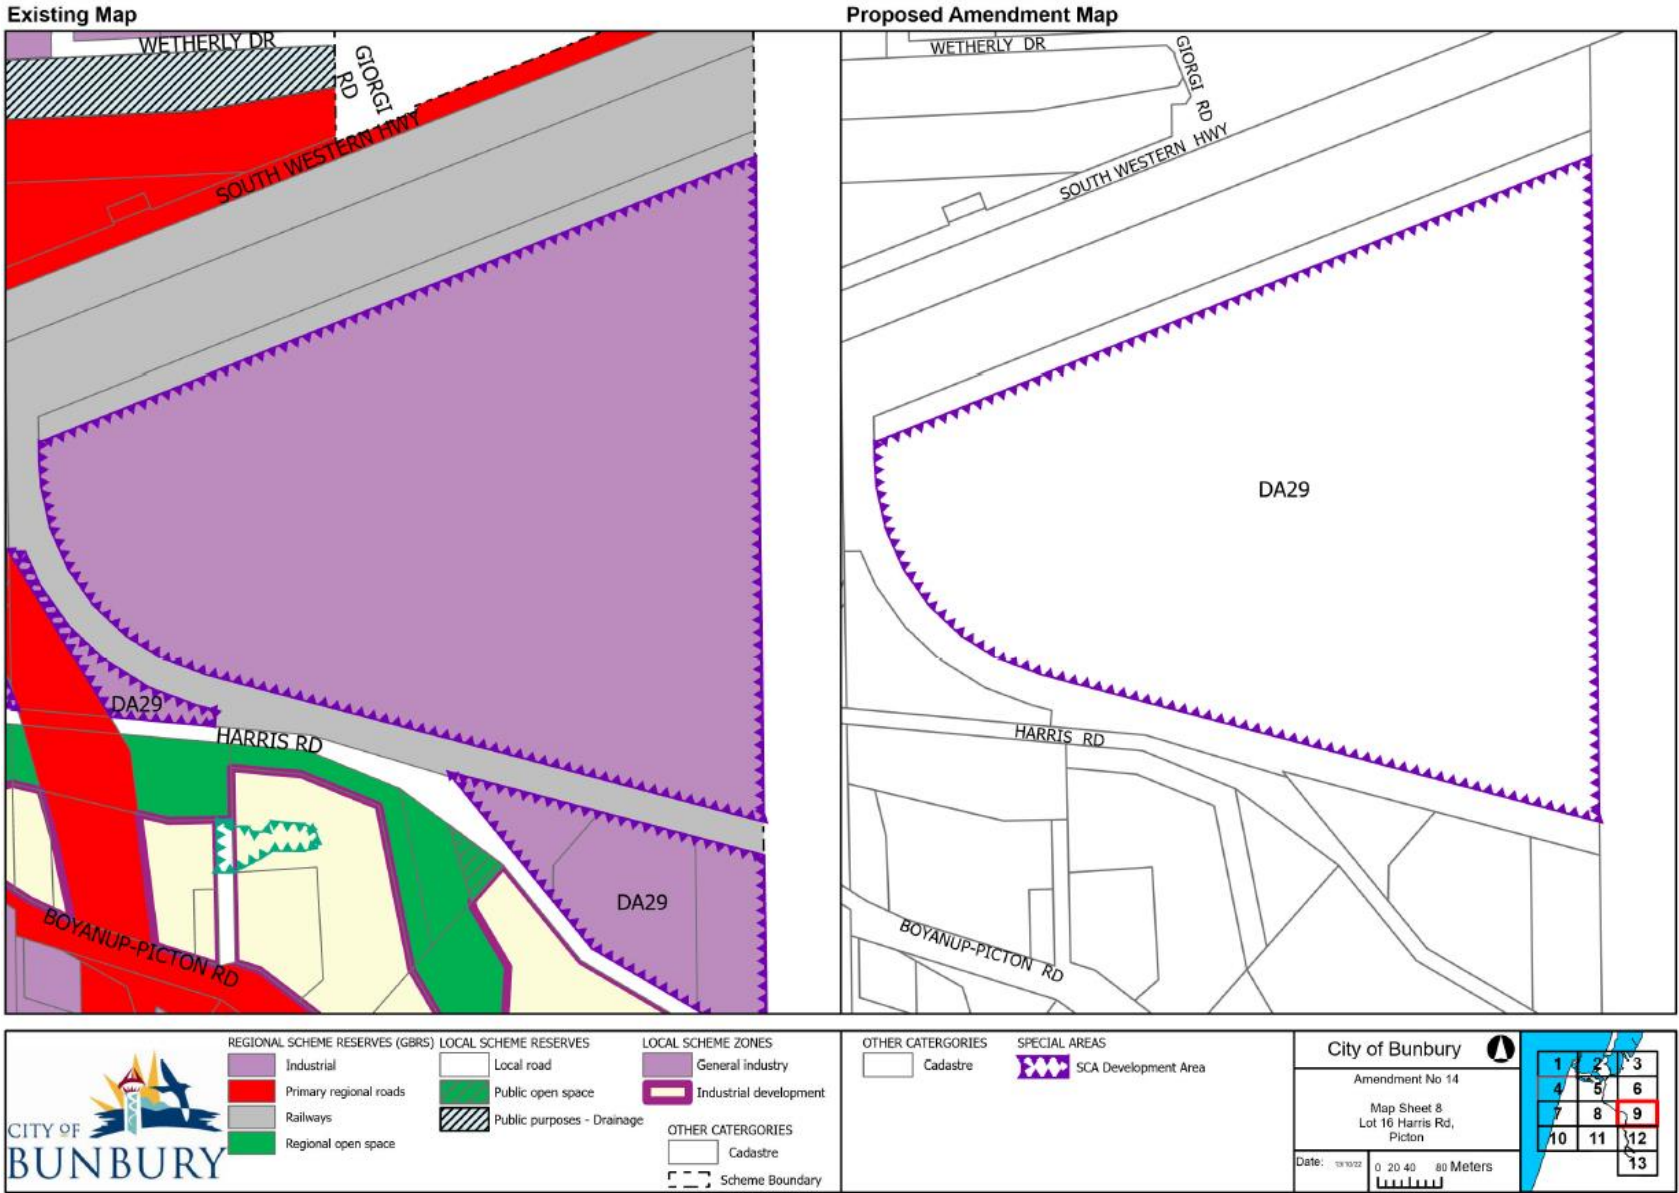 Existing Map
WETHERLY DR
GIORGI
RD
SOUTH WESTERN HWY
DA29
HARRIS RD
DA29
BOYANUP-PICTON RD
Proposed Amendment Map
WETHERLY DR
GIORGI RD
SOUTH WESTERN HWY
DA29
HARRIS RD
BOYANUP-PICTON RD
CITY OF
BUNBURY
REGIONAL SCHEME RESERVES (GBRS)
Industrial
Primary regional roads
Railways
Regional open space
LOCAL SCHEME RESERVES
Local road
Public open space
Public purposes - Drainage
LOCAL SCHEME ZONES
General industry
Industrial development
OTHER CATERGORIES
Cadastre
Scheme Boundary
OTHER CATERGORIES
Cadastre
SPECIAL AREAS
SCA Development Area
City of Bunbury
Amendment No 14
Map Sheet 8
Lot 16 Harris Rd,
Picton
Date: 13/10/22
0 20 40 80 Meters
1 2 3
4 5 6
7 8 9
10 11 12
13